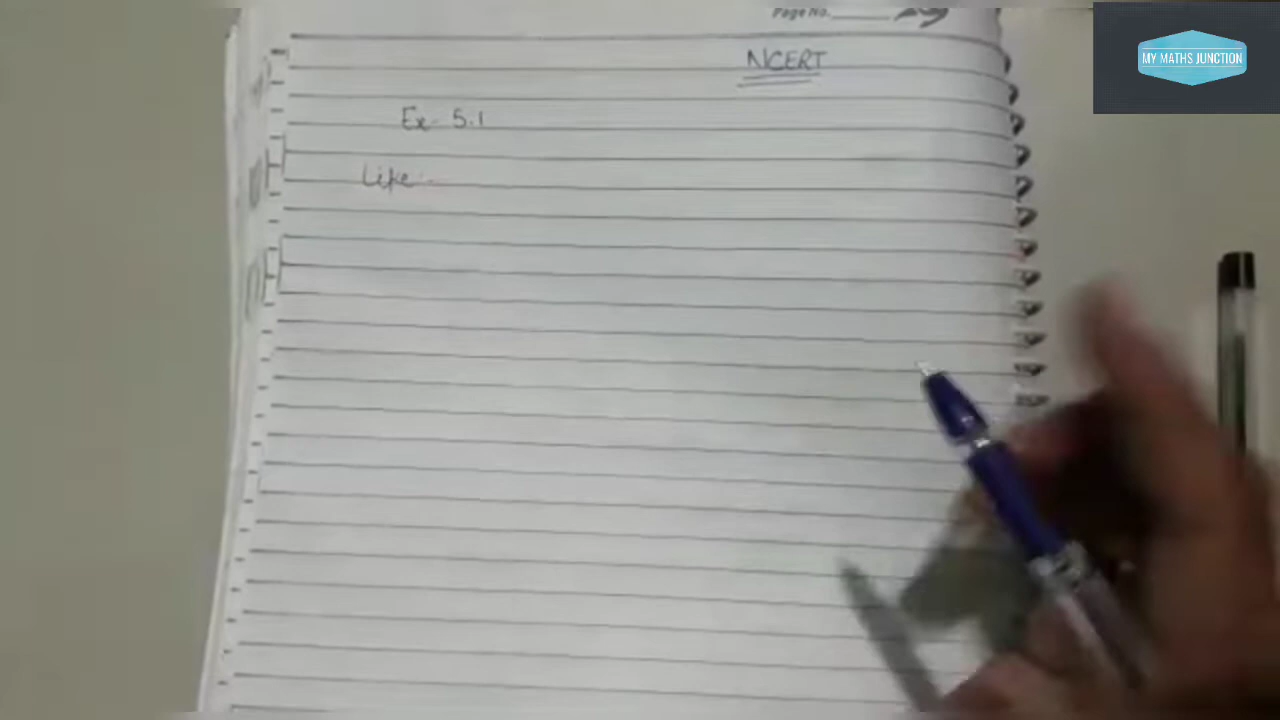 Page No.
MY MATHS JUNCTION
NCERT
Ex - 5.1
Like -